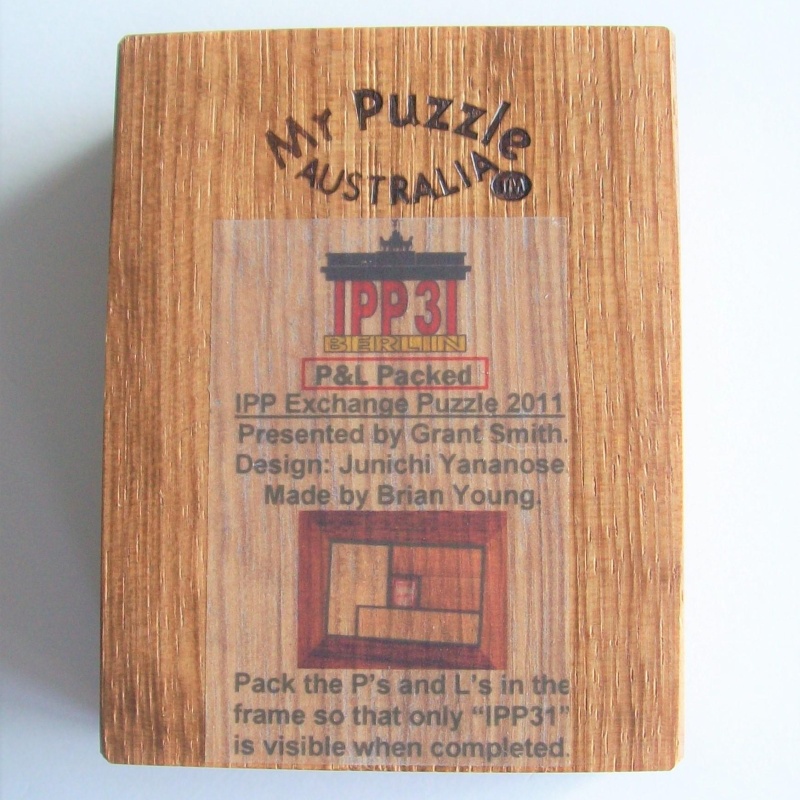 Mr Puzzle
AUSTRALIA TM
IPP31
BERLIN
P&L Packed
IPP Exchange Puzzle 2011
Presented by Grant Smith.
Design: Junichi Yananose.
Made by Brian Young.
Pack the P's and L's in the
frame so that only “IPP31”
is visible when completed.